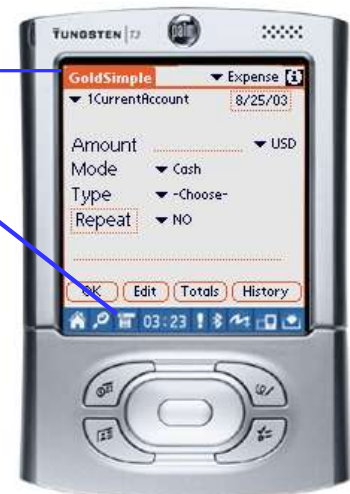 TUNGSTEN T3 palm
GoldSimple Expense i
1CurrentAccount 8/25/03
Amount USD
Mode Cash
Type -Choose-
Repeat NO
OK Edit Totals History
03:23